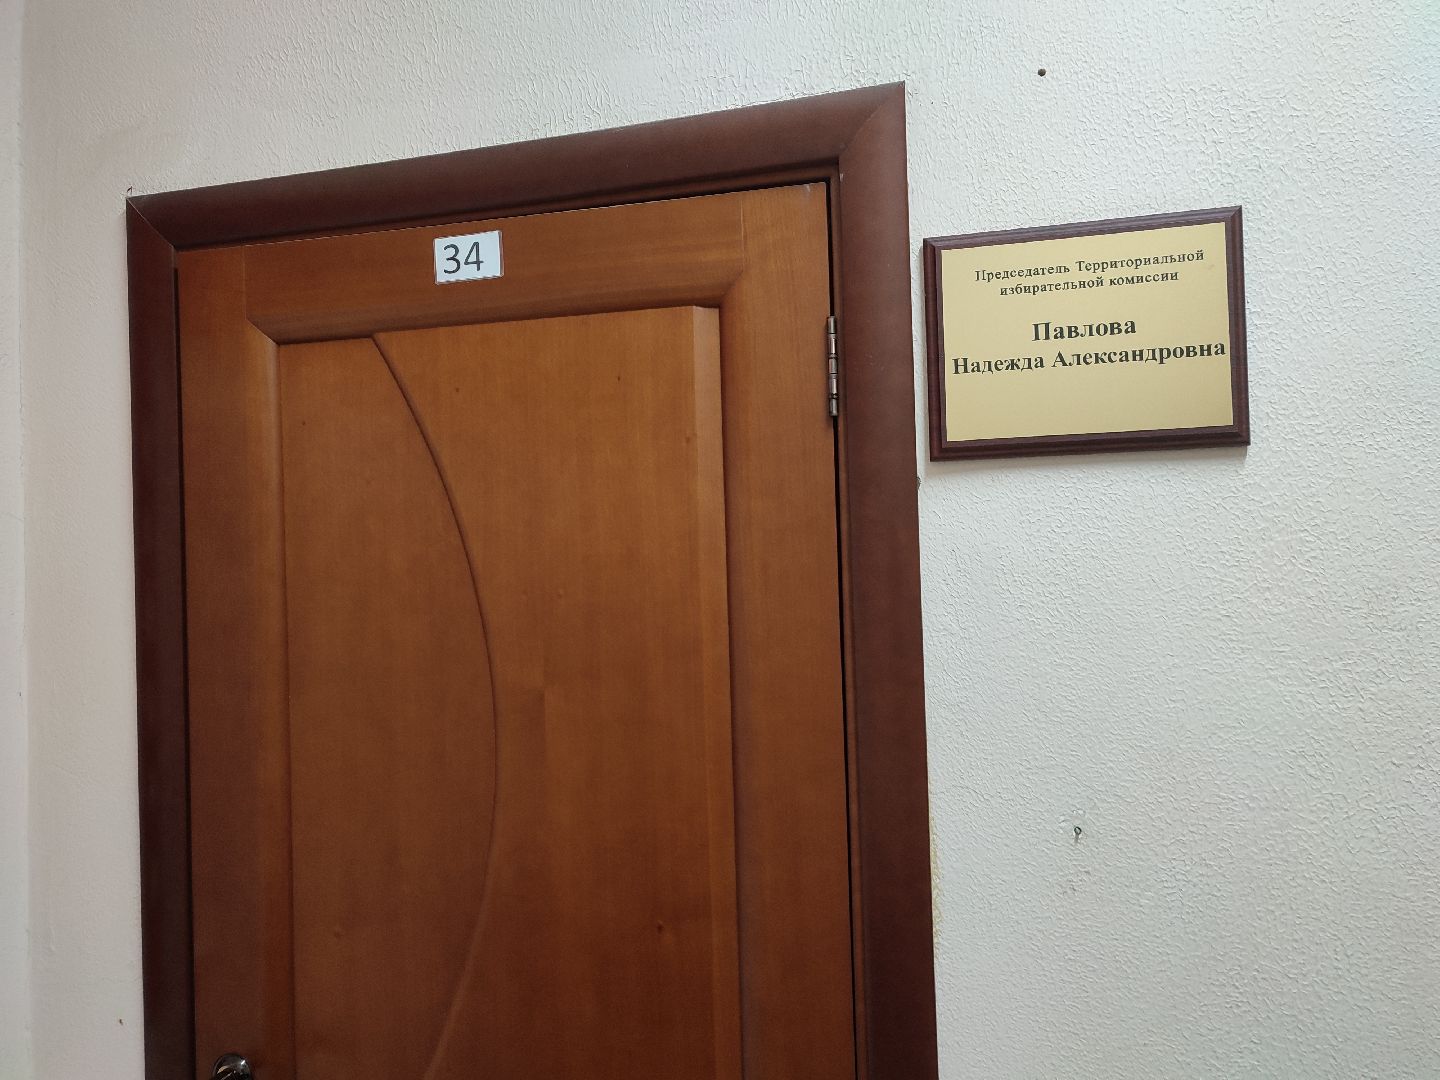 34
Председатель Территориальной
избирательной комиссии
Павлова
Надежда Александровна